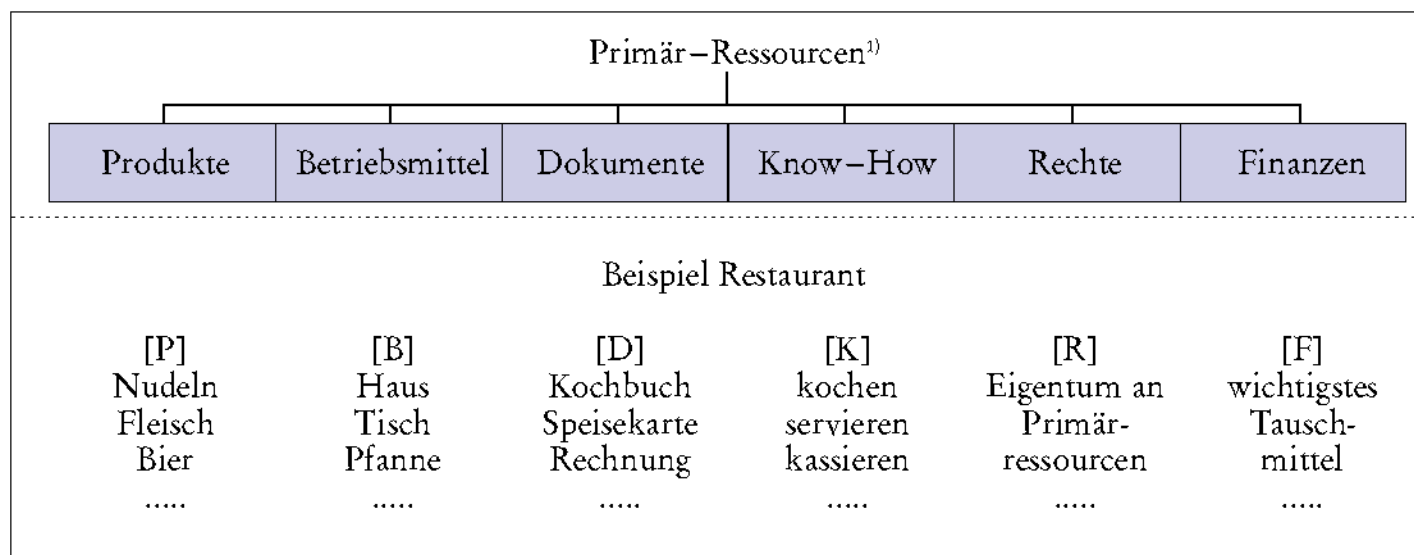 Primär–Ressourcen¹⁾
Produkte Betriebsmittel Dokumente Know–How Rechte Finanzen
Beispiel Restaurant
[P] [B] [D] [K] [R] [F]
Nudeln Haus Kochbuch kochen Eigentum an wichtigstes
Fleisch Tisch Speisekarte servieren Primär- Tausch-
Bier Pfanne Rechnung kassieren ressourcen mittel
..... ..... ..... ..... ..... .....